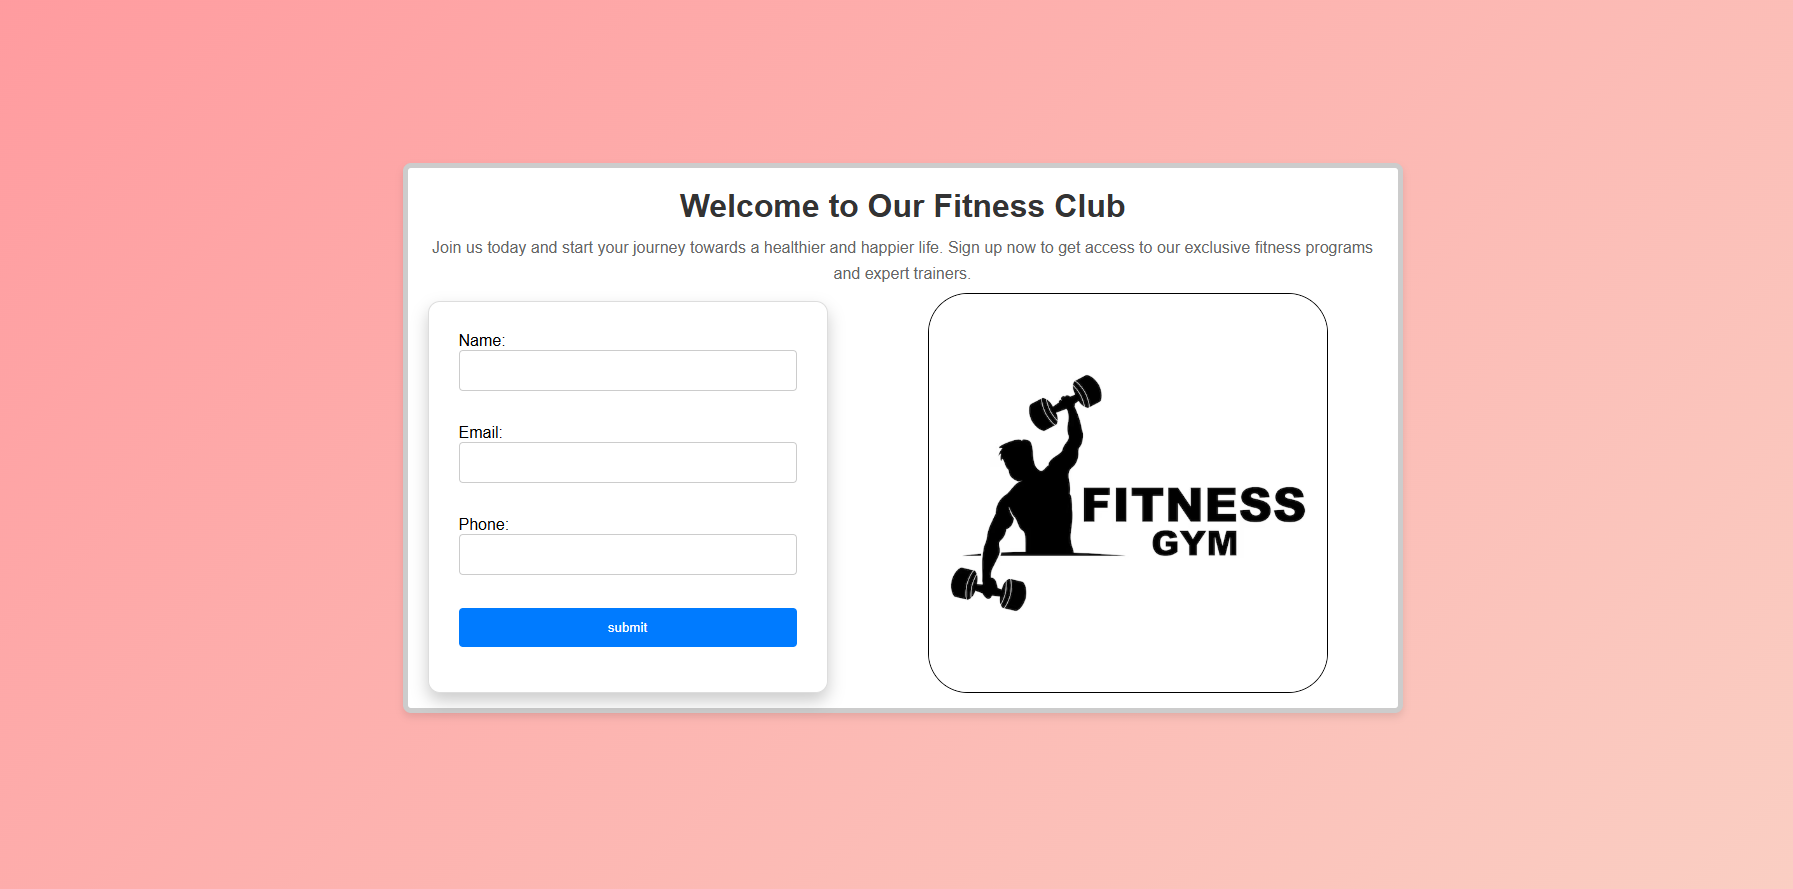 Welcome to Our Fitness Club
Join us today and start your journey towards a healthier and happier life. Sign up now to get access to our exclusive fitness programs
and expert trainers.
Name:
Email:
Phone:
submit
FITNESS
GYM